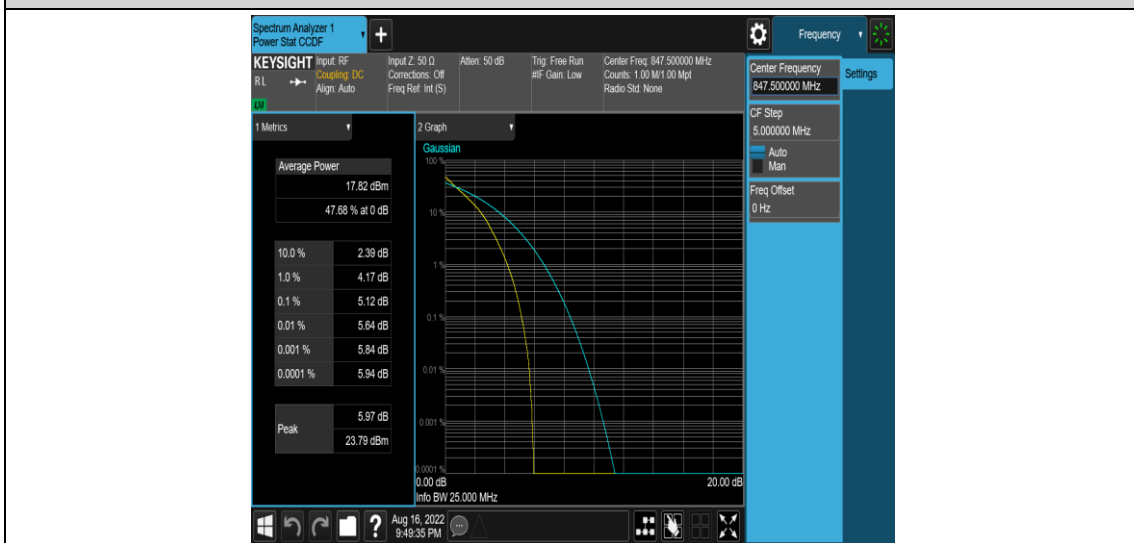 Spectrum Analyzer 1
Power Stat CCDF
+
Frequency
KEYSIGHT
RL
LXI
Input: RF
Coupling: DC
Align: Auto
Input Z: 50 Ω
Corrections: Off
Freq Ref: Int (S)
Atten: 50 dB
Trig: Free Run
#IF Gain: Low
Center Freq: 847.500000 MHz
Counts: 1.00 M/1.00 Mpt
Radio Std: None
Center Frequency
847.500000 MHz
Settings
CF Step
5.000000 MHz
Auto
Man
Freq Offset
0 Hz
1 Metrics
Average Power
17.82 dBm
47.68 % at 0 dB
10.0 % 2.39 dB
1.0 % 4.17 dB
0.1 % 5.12 dB
0.01 % 5.64 dB
0.001 % 5.84 dB
0.0001 % 5.94 dB
Peak
5.97 dB
23.79 dBm
2 Graph
Gaussian
100 %
10 %
1 %
0.1 %
0.01 %
0.001 %
0.0001 %
0.00 dB 20.00 dB
Info BW 25.000 MHz
?
Aug 16, 2022
9:49:35 PM